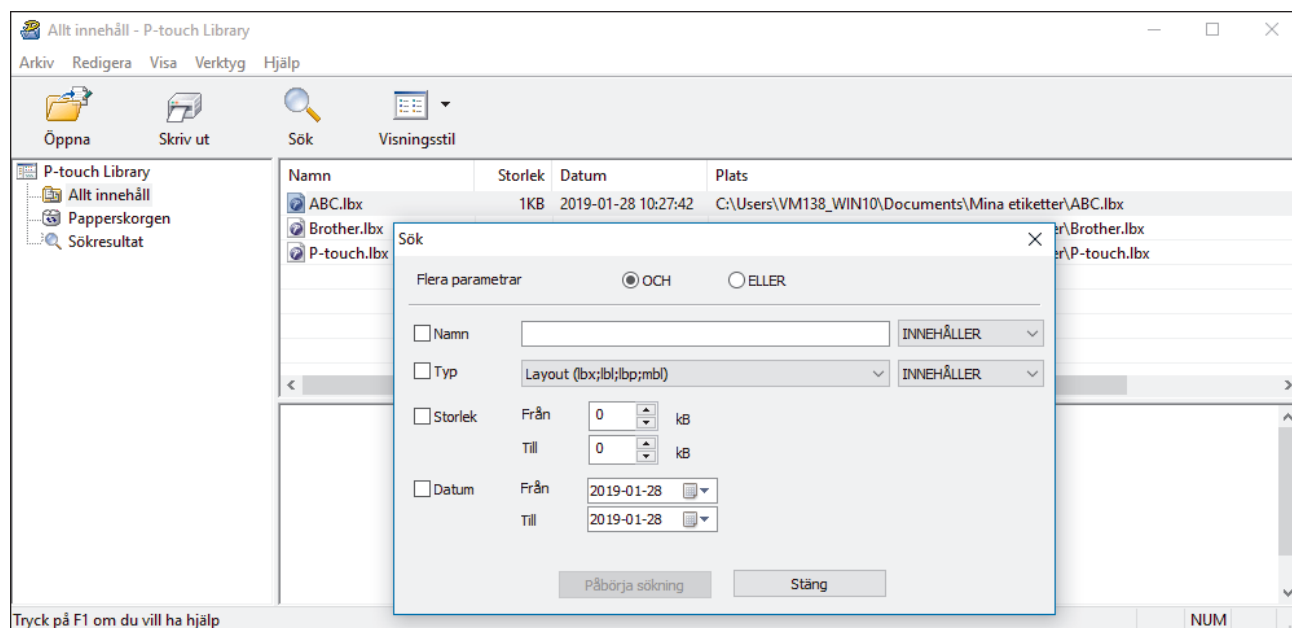 Allt innehåll - P-touch Library
Arkiv Redigera Visa Verktyg Hjälp
Öppna Skriv ut Sök Visningsstil
P-touch Library
Allt innehåll
Papperskorgen
Sökresultat
Namn Storlek Datum Plats
ABC.lbx 1KB 2019-01-28 10:27:42 C:\Users\VM138_WIN10\Documents\Mina etiketter\ABC.lbx
Brother.lbx er\Brother.lbx
P-touch.lbx er\P-touch.lbx
Sök
Flera parametrar OCH ELLER
Namn INNEHÅLLER
Typ Layout (lbx;lbl;lbp;mbl) INNEHÅLLER
Storlek Från 0 kB
Till 0 kB
Datum Från 2019-01-28
Till 2019-01-28
Påbörja sökning Stäng
Tryck på F1 om du vill ha hjälp NUM